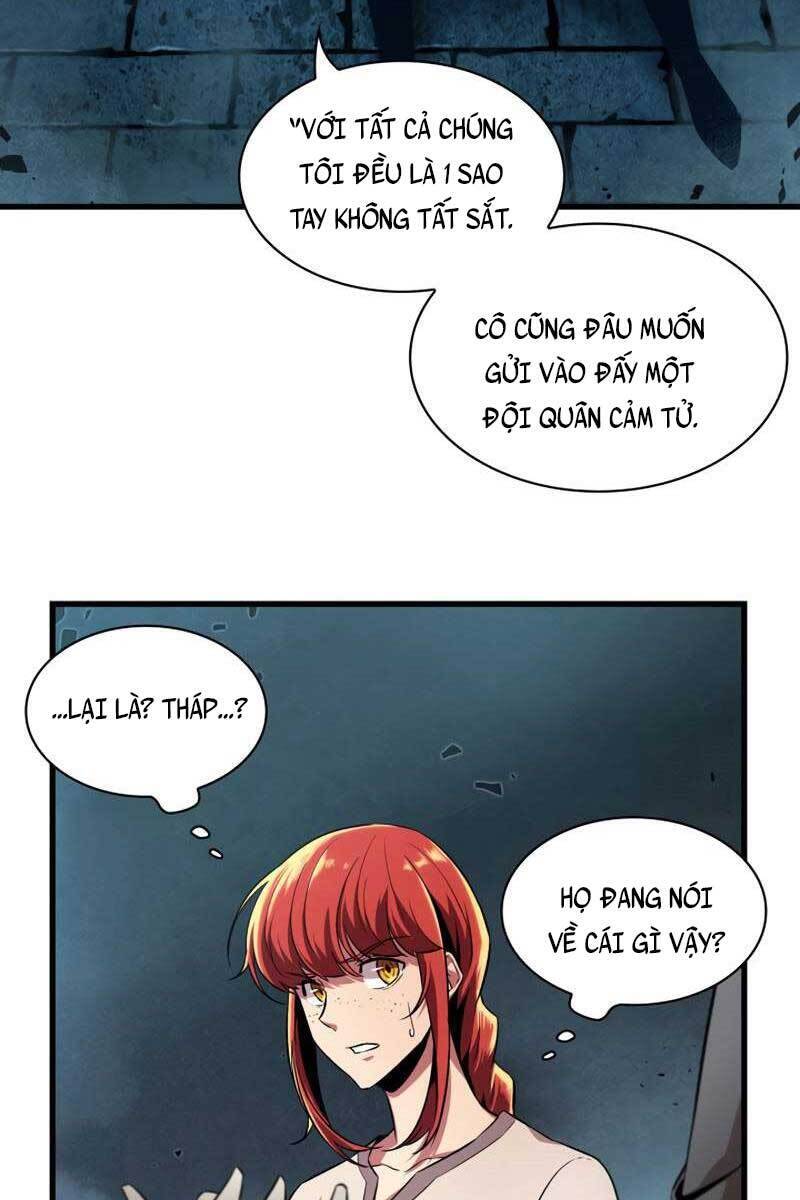 "VỚI TẤT CẢ CHÚNG
TÔI ĐỀU LÀ 1 SAO
TAY KHÔNG TẤT SẮT.
CÔ CŨNG ĐÂU MUỐN
GỬI VÀO ĐẤY MỘT
ĐỘI QUÂN CẢM TỬ.
...LẠI LÀ? THÁP...?
HỌ ĐANG NÓI
VỀ CÁI GÌ VẬY?